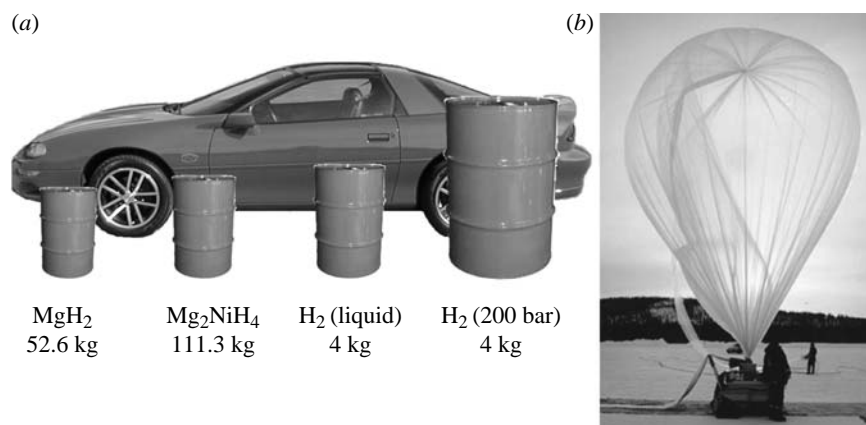 (a)
(b)
MgH₂
52.6 kg
Mg₂NiH₄
111.3 kg
H₂ (liquid)
4 kg
H₂ (200 bar)
4 kg